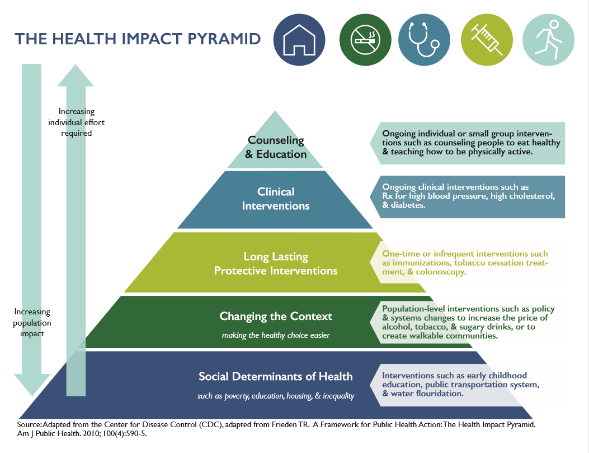 THE HEALTH IMPACT PYRAMID
Increasing
individual effort
required
Counseling
& Education
Ongoing individual or small group interven-
tions such as counseling people to eat healthy
& teaching how to be physically active.
Clinical
Interventions
Ongoing clinical interventions such as
Rx for high blood pressure, high cholesterol,
& diabetes.
Long Lasting
Protective Interventions
One-time or infrequent interventions such
as immunizations, tobacco cessation treat-
ment, & colonoscopy.
Increasing
population
impact
Changing the Context
making the healthy choice easier
Population-level interventions such as policy
& systems changes to increase the price of
alcohol, tobacco, & sugary drinks, or to
create walkable communities.
Social Determinants of Health
such as poverty, education, housing, & inequality
Interventions such as early childhood
education, public transportation system,
& water flouridation.
Source: Adapted from the Center for Disease Control (CDC), adapted from Frieden TR. A Framework for Public Health Action: The Health Impact Pyramid.
Am J Public Health. 2010; 100(4): 590-5.